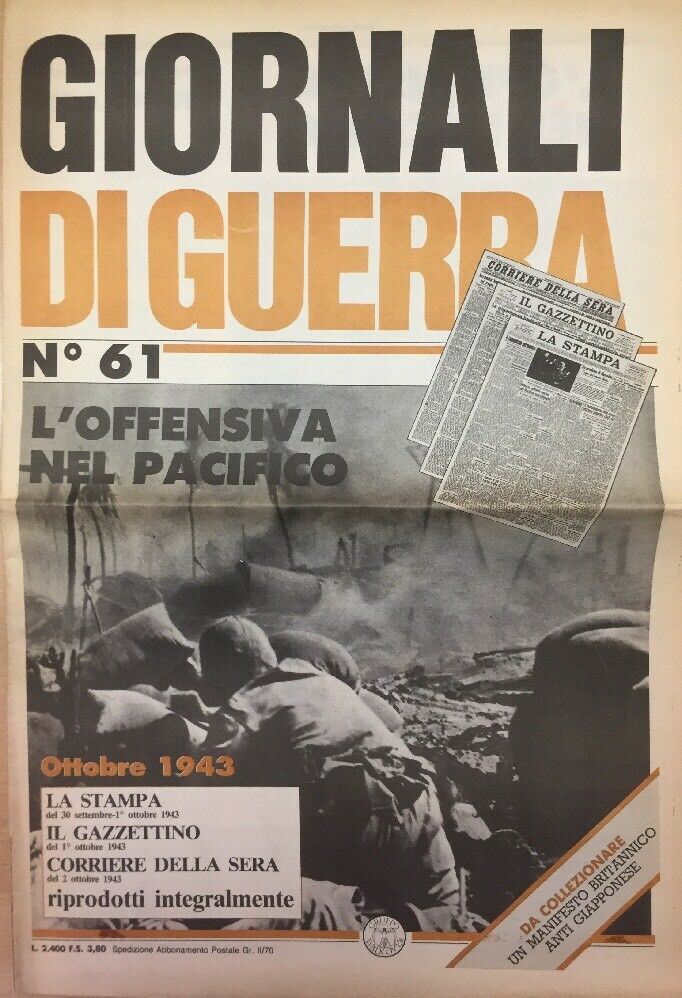 GIORNALI
DI GUERRA
N° 61
CORRIERE DELLA SERA
IL GAZZETTINO
LA STAMPA
L'OFFENSIVA
NEL PACIFICO
Ottobre 1943
LA STAMPA
del 30 settembre-1° ottobre 1943
IL GAZZETTINO
del 1° ottobre 1943
CORRIERE DELLA SERA
del 2 ottobre 1943
riprodotti integralmente
DA COLLEZIONARE
UN MANIFESTO BRITANNICO
ANTI GIAPPONESE
L. 2.400 F.S. 3,80 Spedizione Abbonamento Postale Gr. II/70